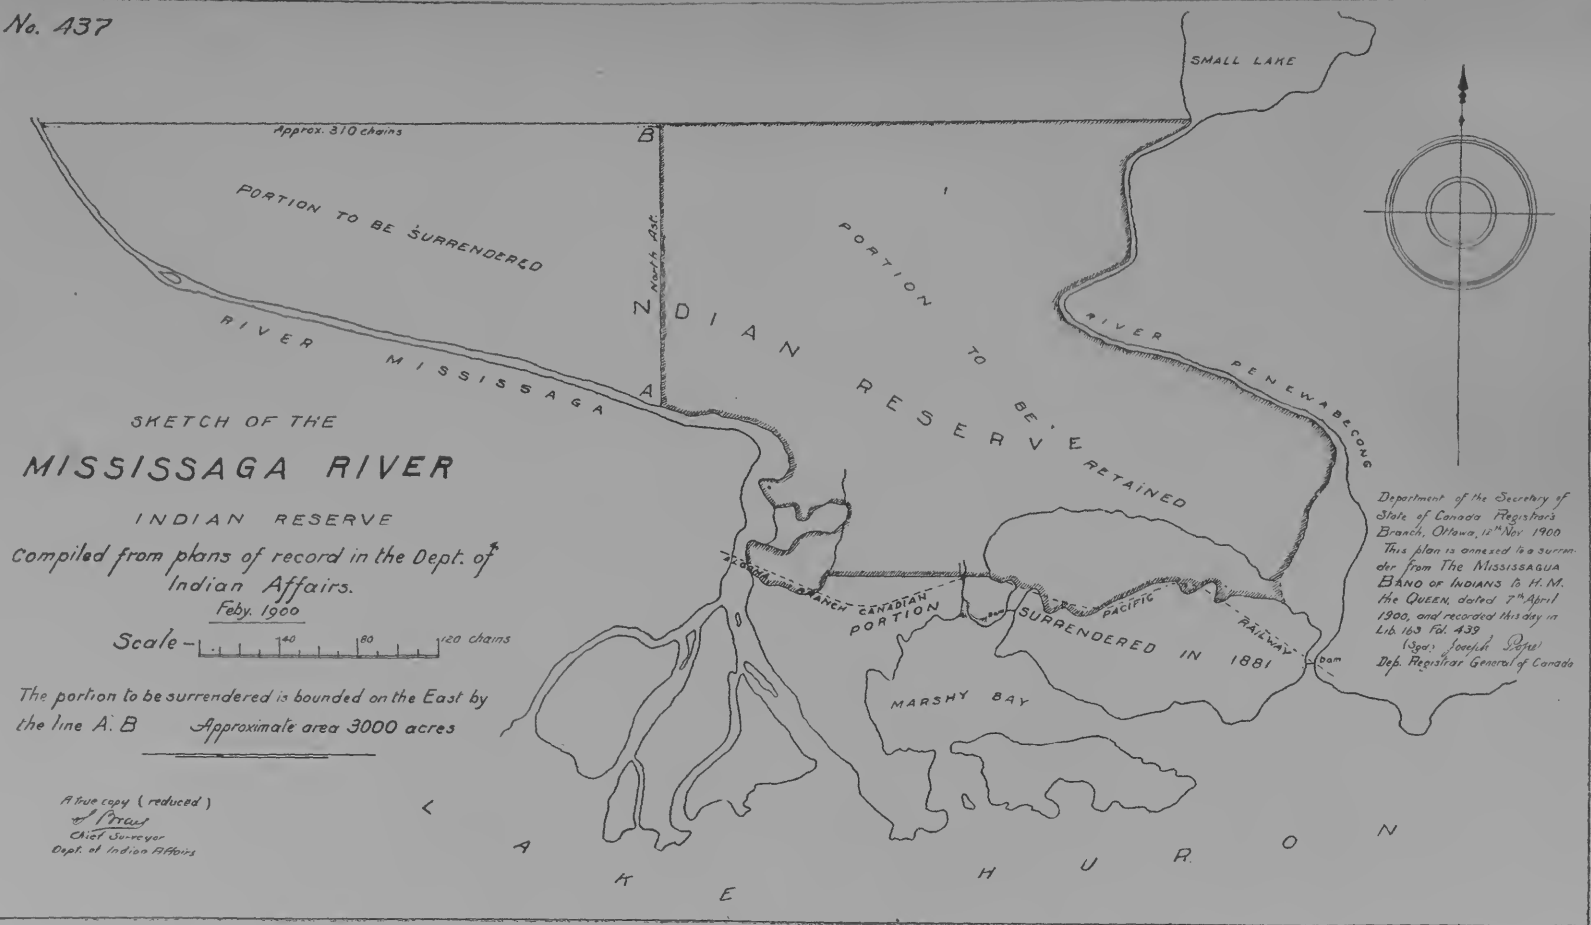 No. 437
SMALL LAKE
Approx. 310 chains
B
PORTION TO BE SURRENDERED
North Ast.
PORTION TO BE RETAINED
INDIAN RESERVE
RIVER MISSISSAGA
A
RIVER PENEWABECONG
SKETCH OF THE
MISSISSAGA RIVER
INDIAN RESERVE
Compiled from plans of record in the Dept. of
Indian Affairs.
Feby. 1900
Scale - 40 80 120 chains
The portion to be surrendered is bounded on the East by
the line A. B Approximate area 3000 acres
A true copy (reduced)
S Bray
Chief Surveyor
Dept. of Indian Affairs
ALGOMA BRANCH CANADIAN PACIFIC RAILWAY
PORTION SURRENDERED IN 1881
Dam
Dam
MARSHY BAY
LAKE HURON
Department of the Secretary of
State of Canada Registrar's
Branch, Ottawa, 12th Nov 1900
This plan is annexed to a surren-
der from The MISSISSAGUA
BAND OF INDIANS to H. M.
the QUEEN, dated 7th April
1900, and recorded this day in
Lib. 163 Fol. 439
(Sgd) Joseph Pope
Dep. Registrar General of Canada